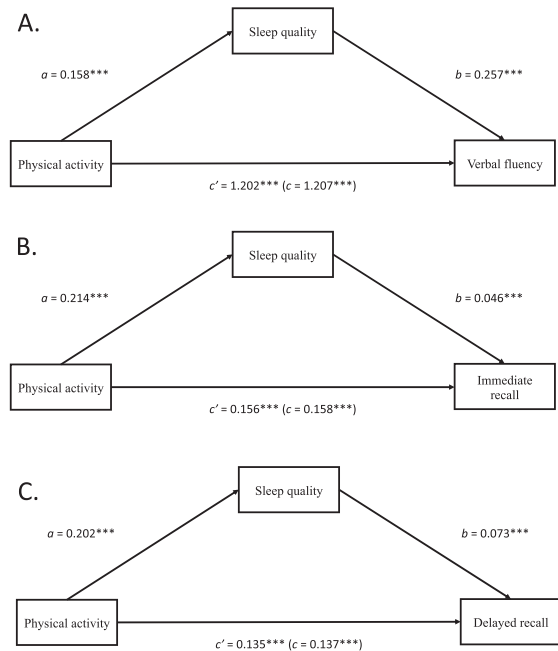 A.
Sleep quality
a = 0.158***
b = 0.257***
Physical activity
Verbal fluency
c' = 1.202*** (c = 1.207***)
B.
Sleep quality
a = 0.214***
b = 0.046***
Physical activity
Immediate
recall
c' = 0.156*** (c = 0.158***)
C.
Sleep quality
a = 0.202***
b = 0.073***
Physical activity
Delayed recall
c' = 0.135*** (c = 0.137***)